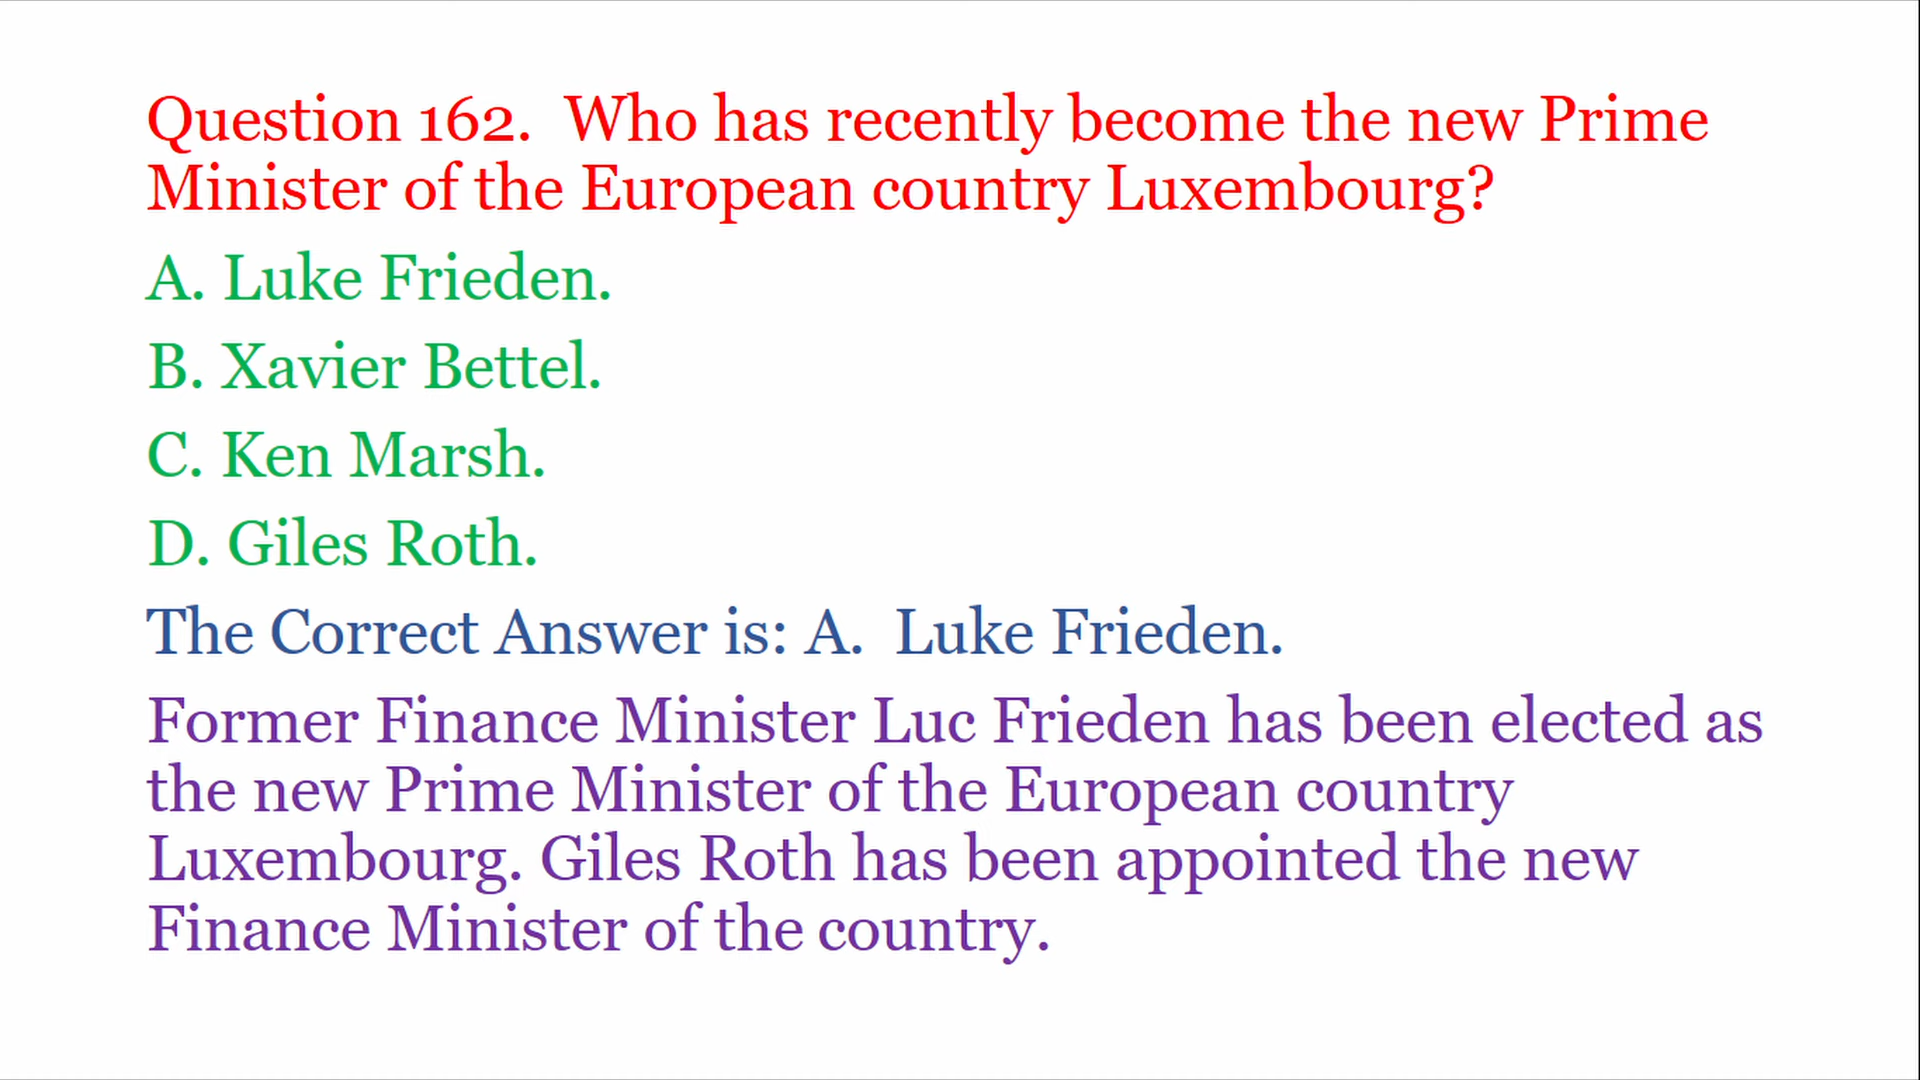 Question 162.  Who has recently become the new Prime
Minister of the European country Luxembourg?
A. Luke Frieden.
B. Xavier Bettel.
C. Ken Marsh.
D. Giles Roth.
The Correct Answer is: A.  Luke Frieden.
Former Finance Minister Luc Frieden has been elected as
the new Prime Minister of the European country
Luxembourg. Giles Roth has been appointed the new
Finance Minister of the country.